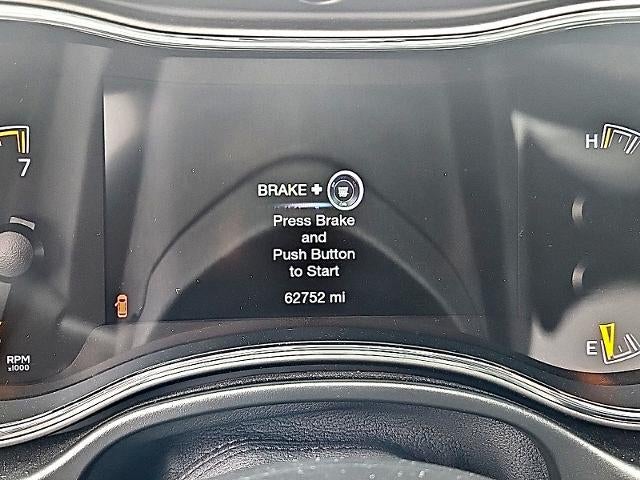 7
H
BRAKE +
Press Brake
and
Push Button
to Start
62752 mi
RPM
x1000
E